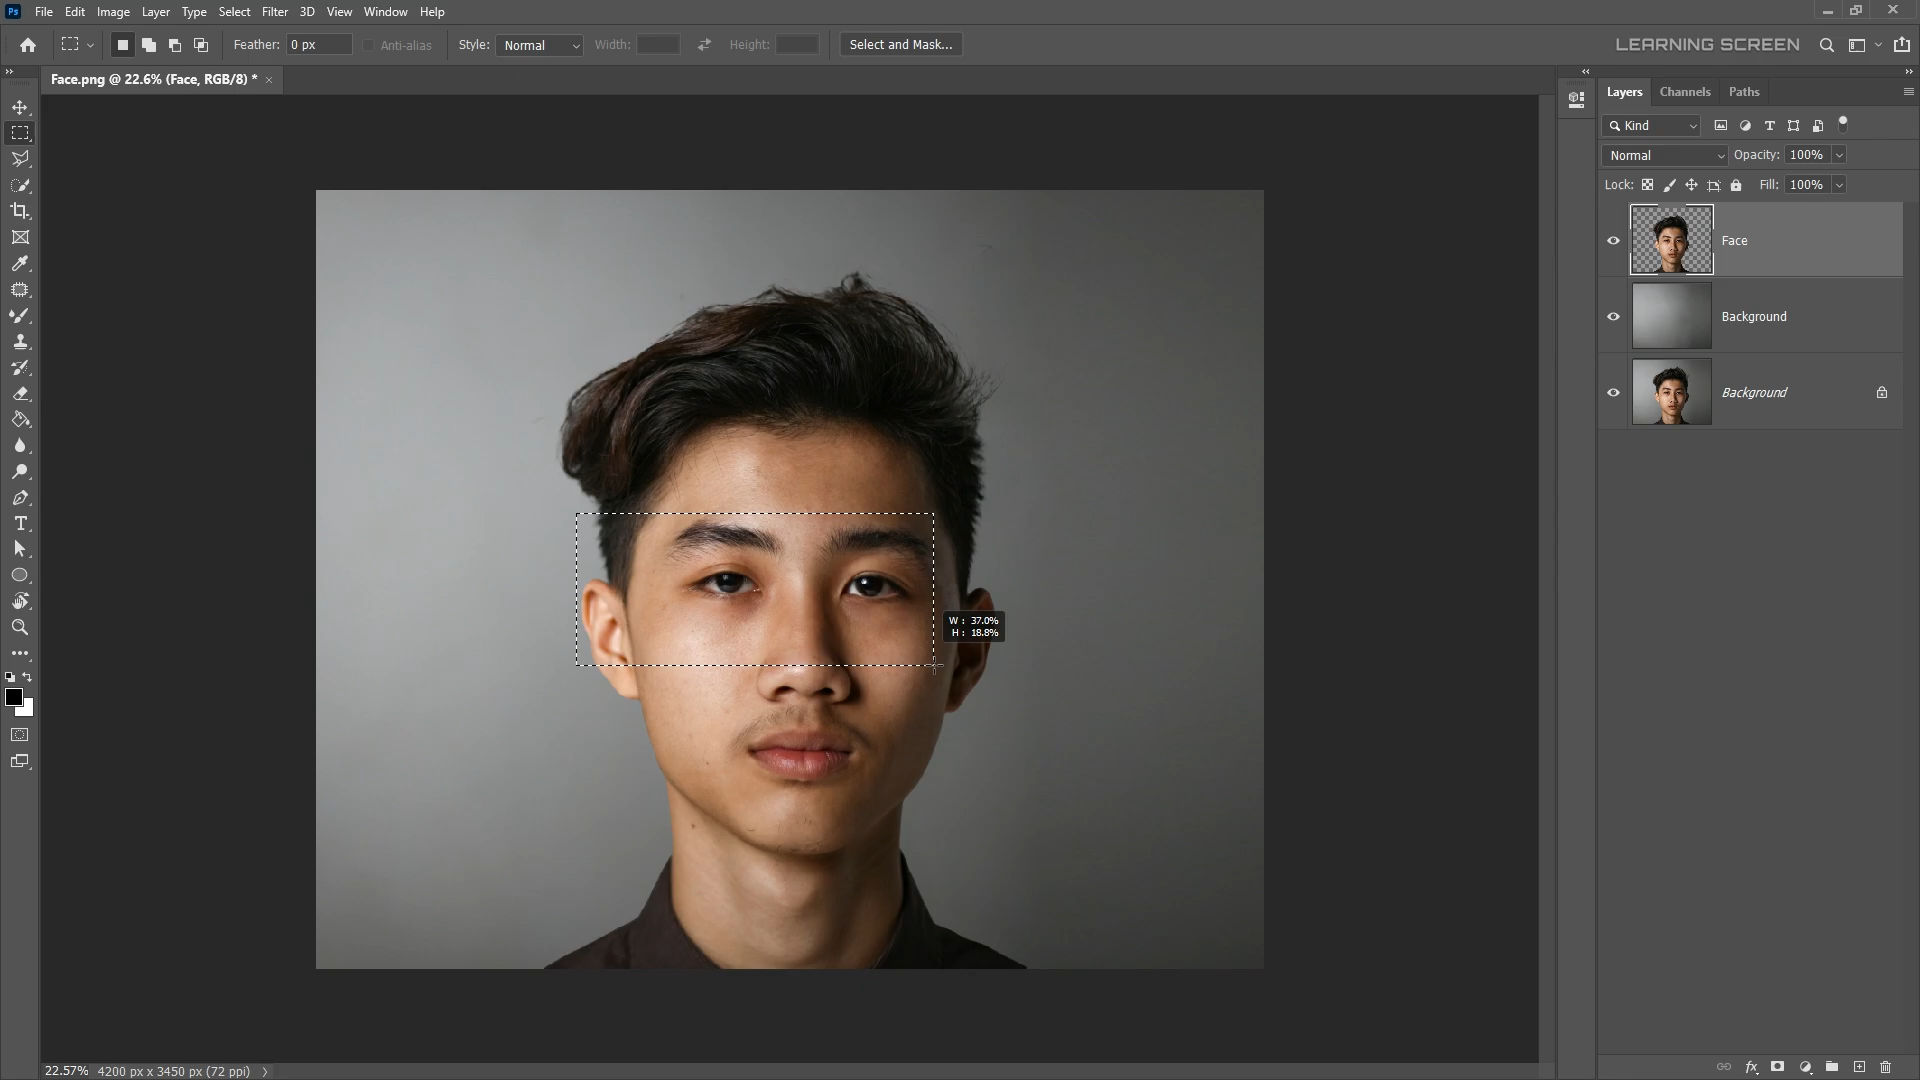 Ps File Edit Image Layer Type Select Filter 3D View Window Help
Feather: 0 px Anti-alias Style: Normal Width: Height: Select and Mask... LEARNING SCREEN
Face.png @ 22.6% (Face, RGB/8) * ×
Layers Channels Paths
Kind
Normal Opacity: 100%
Lock: Fill: 100%
Face
Background
Background
W : 37.0%
H : 18.8%
22.57% 4200 px x 3450 px (72 ppi)